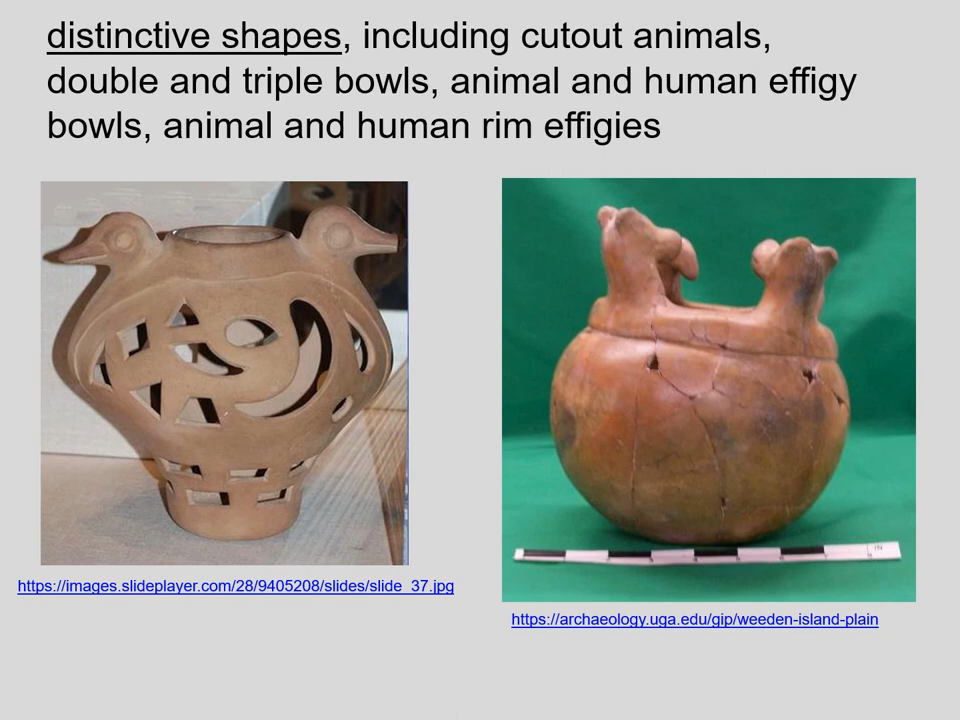 distinctive shapes, including cutout animals,
double and triple bowls, animal and human effigy
bowls, animal and human rim effigies
https://images.slideplayer.com/28/9405208/slides/slide_37.jpg
https://archaeology.uga.edu/gip/weeden-island-plain